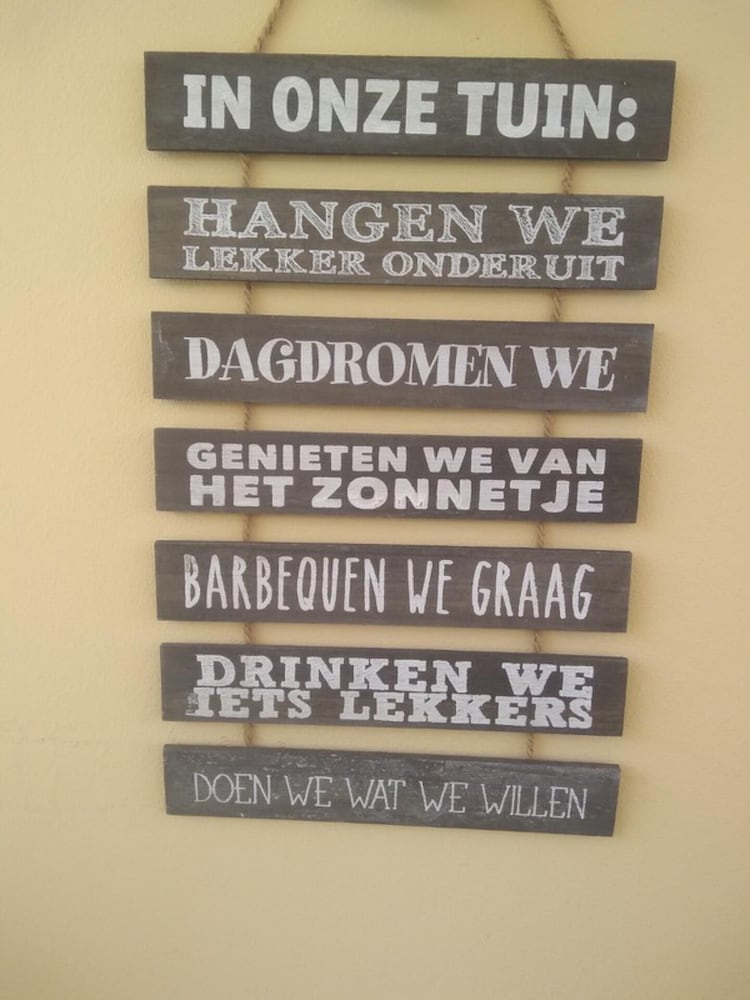 IN ONZE TUIN:
HANGEN WE
LEKKER ONDERUIT
DAGDROMEN WE
GENIETEN WE VAN
HET ZONNETJE
BARBEQUEN WE GRAAG
DRINKEN WE
IETS LEKKERS
DOEN WE WAT WE WILLEN